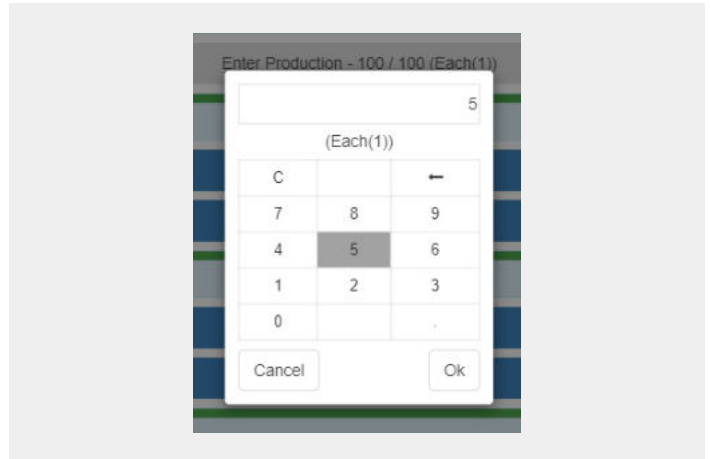 Enter Production - 100 / 100 (Each(1))
5
(Each(1))
C ←
7 8 9
4 5 6
1 2 3
0 .
Cancel Ok